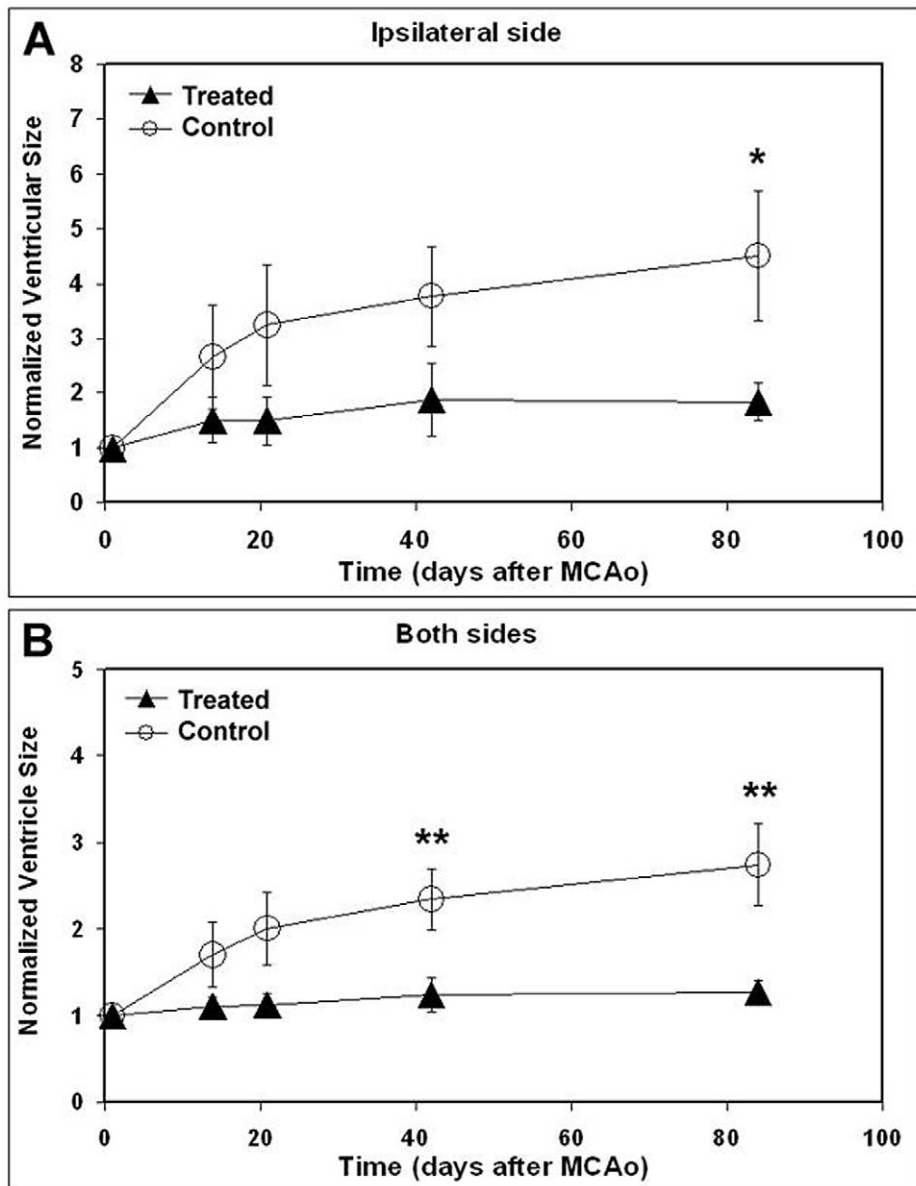 A
Ipsilateral side
Normalized Ventricular Size
8
7
6
5
4
3
2
1
0
Treated
Control
*
0 20 40 60 80 100
Time (days after MCAo)
B
Both sides
Normalized Ventricle Size
5
4
3
2
1
0
Treated
Control
**
**
0 20 40 60 80 100
Time (days after MCAo)